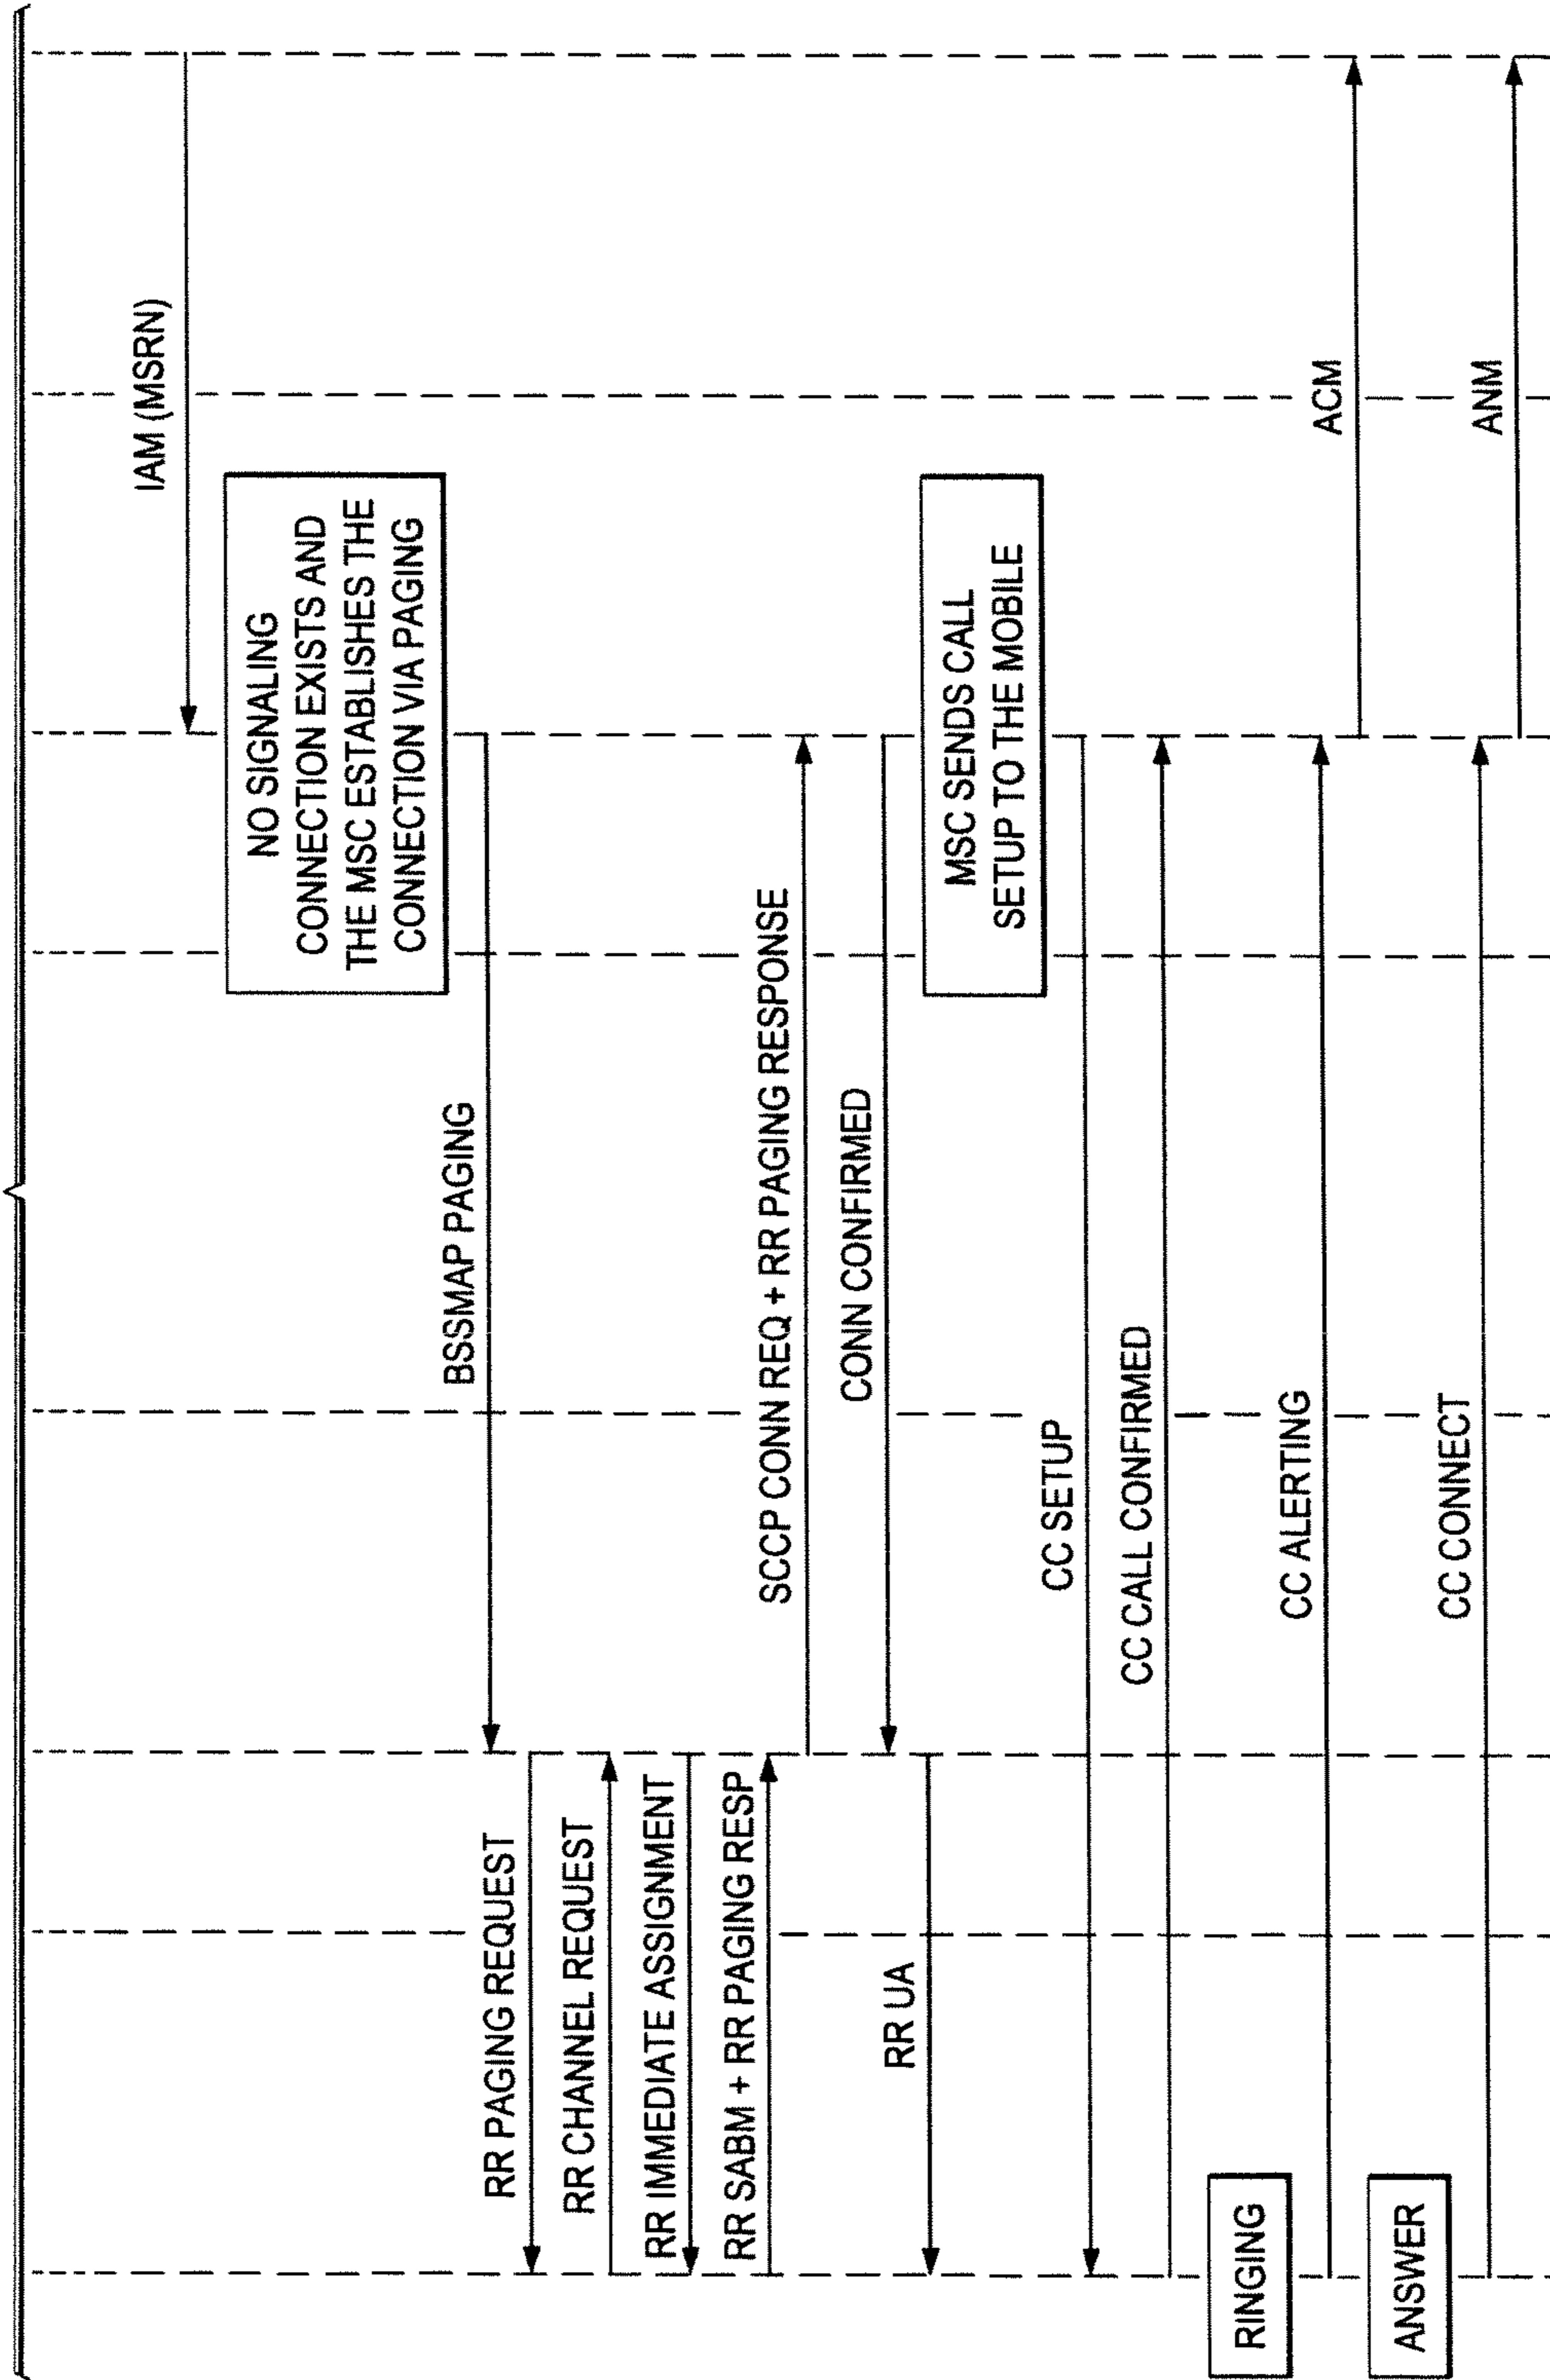 IAM (MSRN)
NO SIGNALING
CONNECTION EXISTS AND
THE MSC ESTABLISHES THE
CONNECTION VIA PAGING
BSSMAP PAGING
RR PAGING REQUEST
RR CHANNEL REQUEST
RR IMMEDIATE ASSIGNMENT
RR SABM + RR PAGING RESP
SCCP CONN REQ + RR PAGING RESPONSE
CONN CONFIRMED
RR UA
MSC SENDS CALL
SETUP TO THE MOBILE
CC SETUP
CC CALL CONFIRMED
RINGING
CC ALERTING
ACM
ANSWER
CC CONNECT
ANM